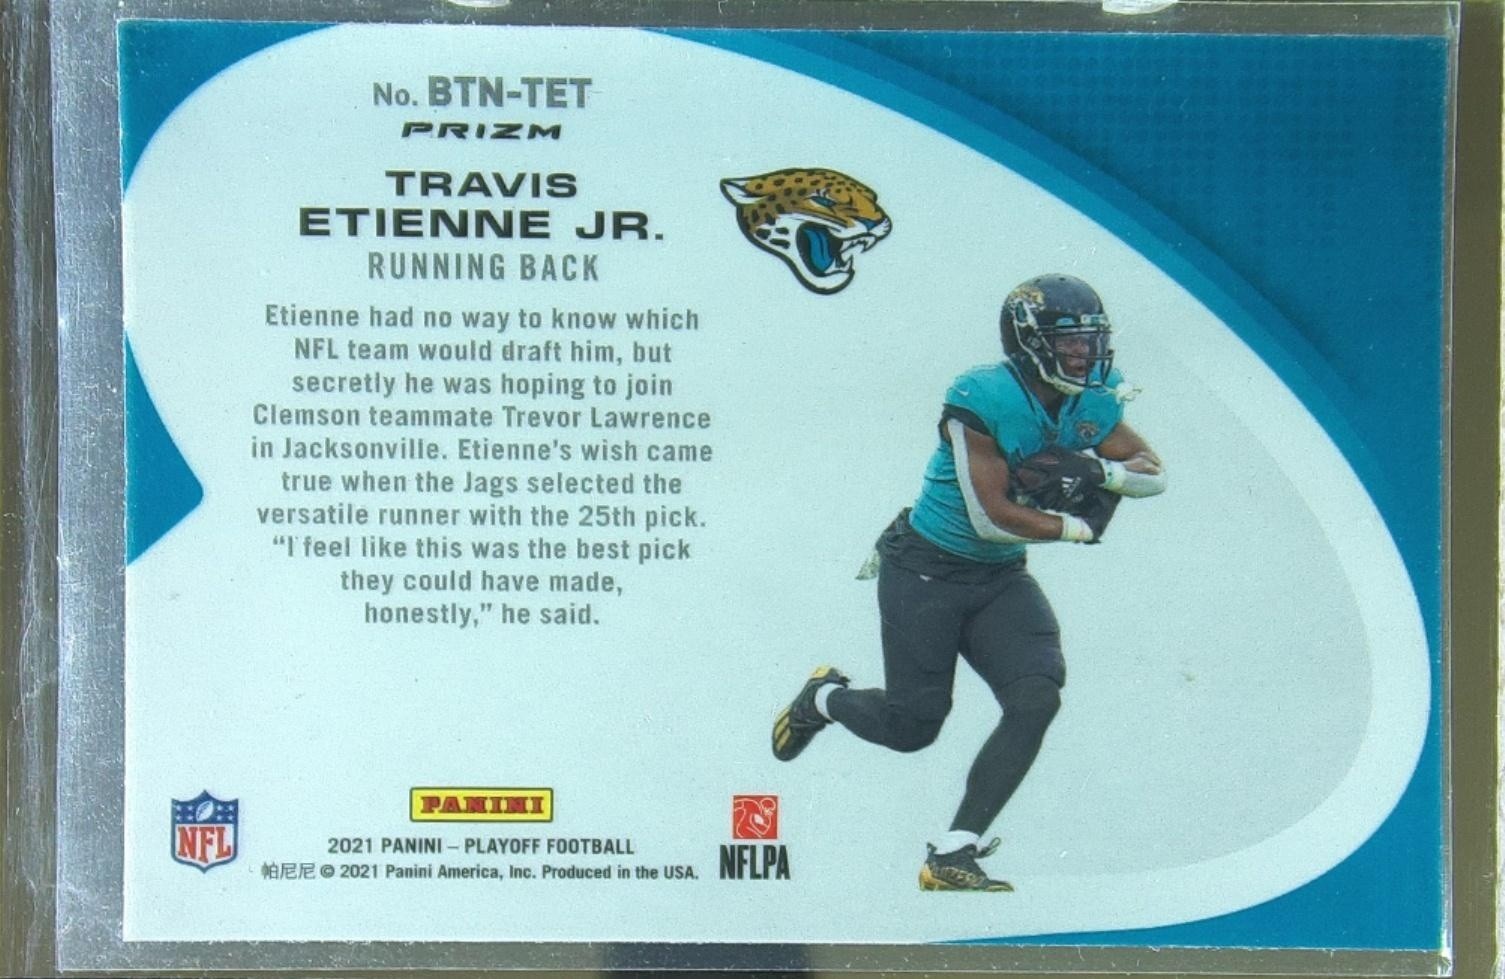 No. BTN-TET
PRIZM
TRAVIS
ETIENNE JR.
RUNNING BACK
Etienne had no way to know which
NFL team would draft him, but
secretly he was hoping to join
Clemson teammate Trevor Lawrence
in Jacksonville. Etienne's wish came
true when the Jags selected the
versatile runner with the 25th pick.
“I feel like this was the best pick
they could have made,
honestly,” he said.
NFL
PANINI
2021 PANINI – PLAYOFF FOOTBALL
帕尼尼 © 2021 Panini America, Inc. Produced in the USA.
NFLPA